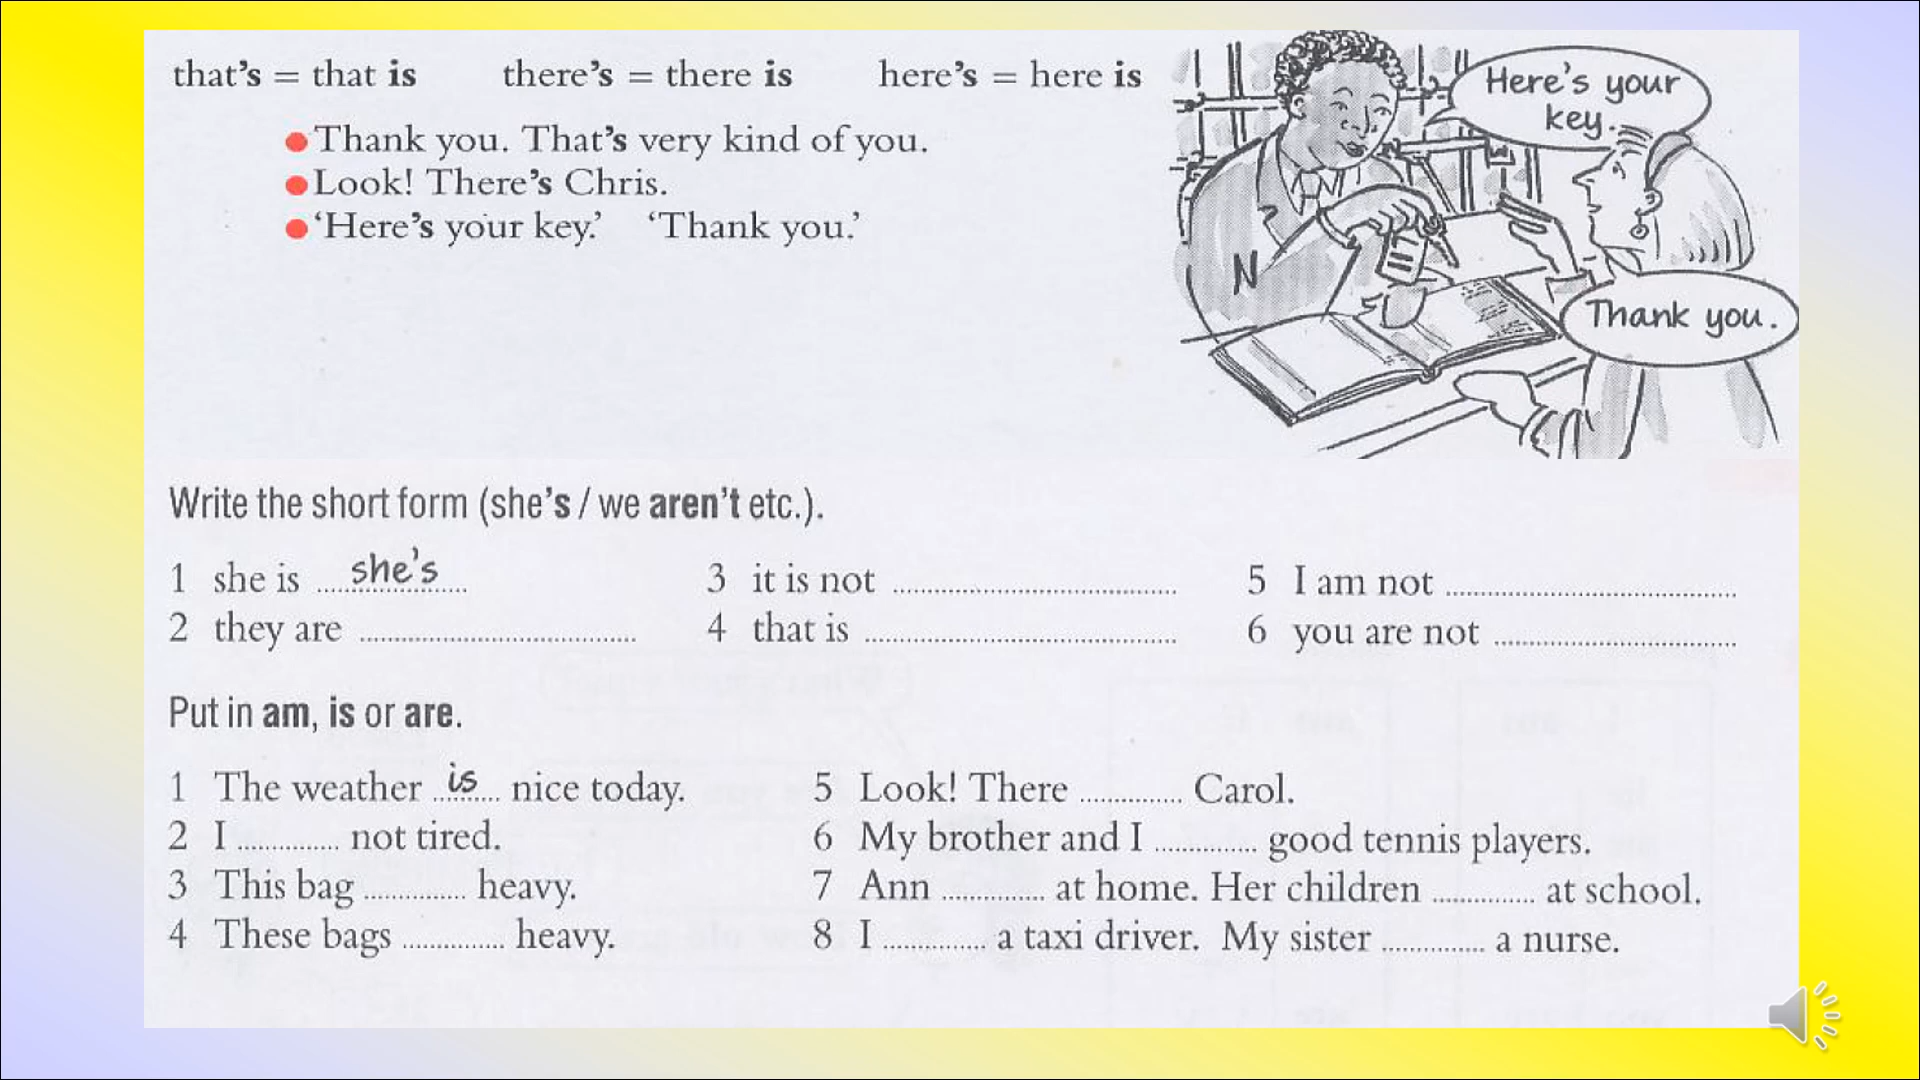 that's = that is there's = there is here's = here is
Thank you. That's very kind of you.
Look! There's Chris.
'Here's your key.' 'Thank you.'
Here's your
key.
Thank you.
Write the short form (she's / we aren't etc.).
1 she is she's
2 they are
3 it is not
4 that is
5 I am not
6 you are not
Put in am, is or are.
1 The weather is nice today.
2 I not tired.
3 This bag heavy.
4 These bags heavy.
5 Look! There Carol.
6 My brother and I good tennis players.
7 Ann at home. Her children at school.
8 I a taxi driver. My sister a nurse.